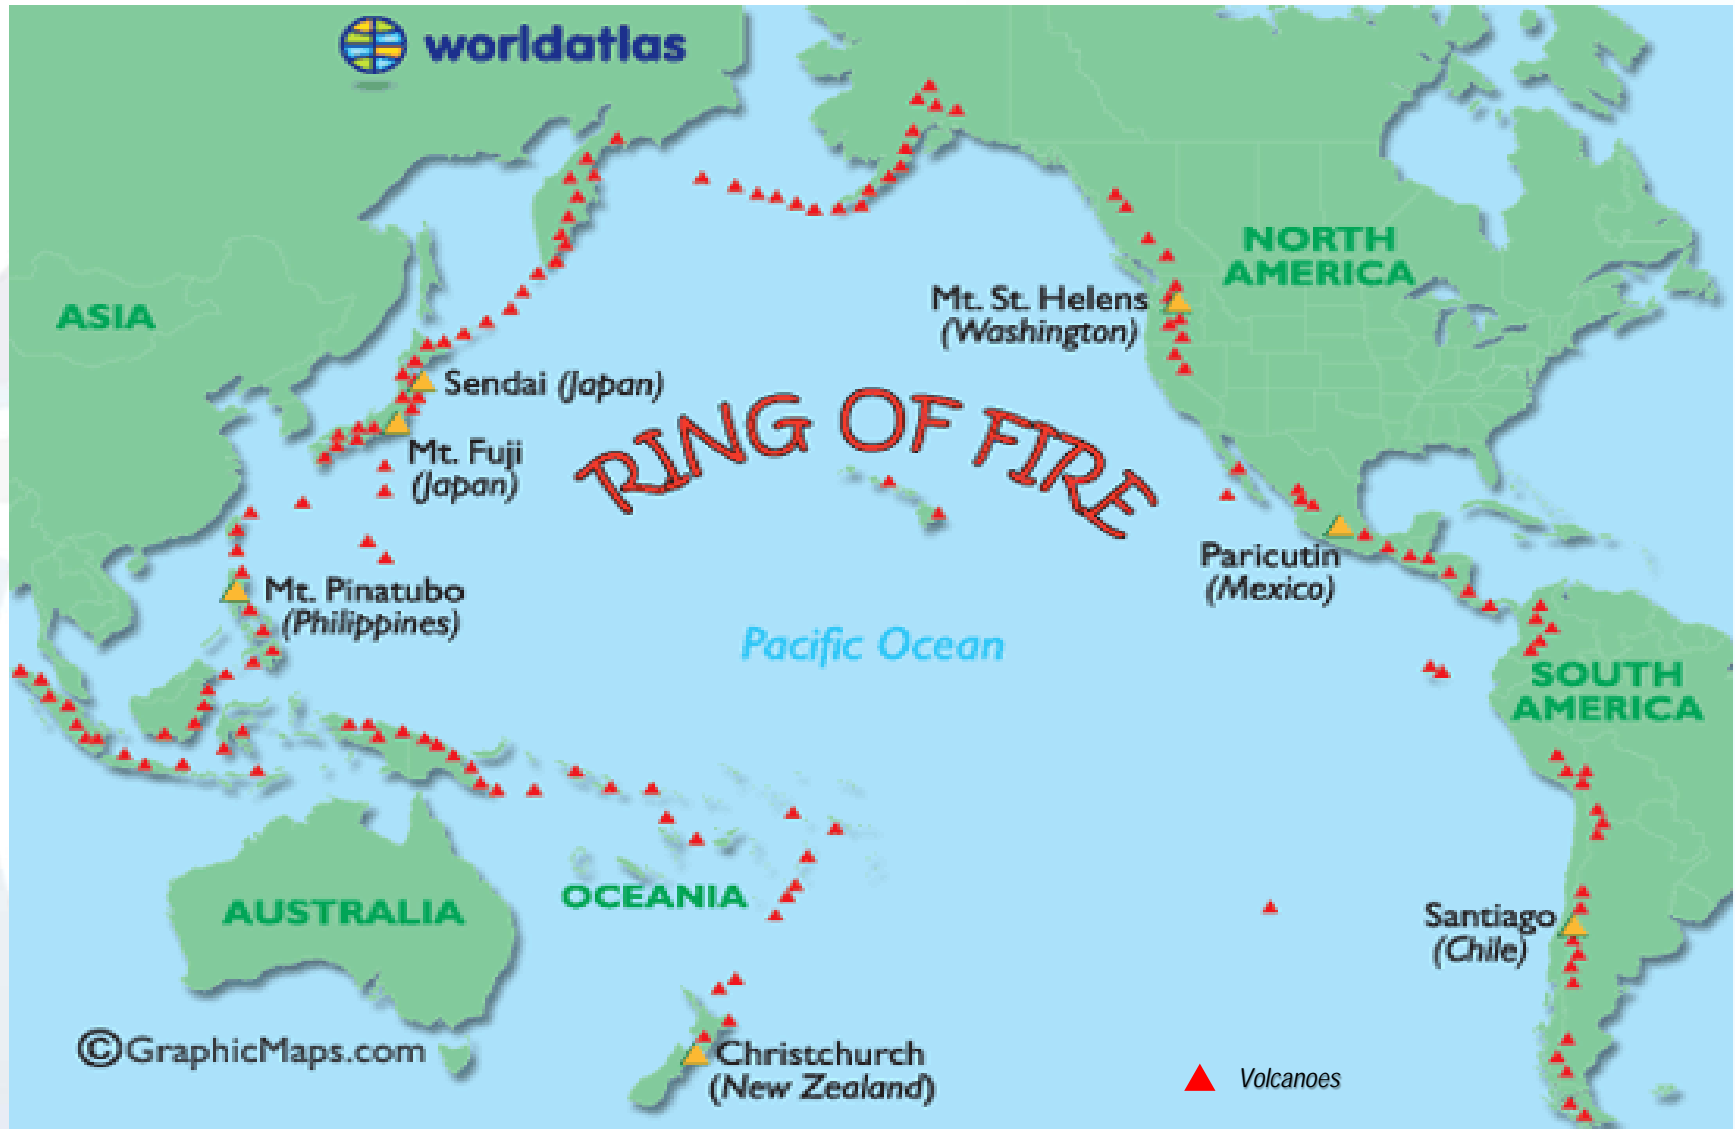 worldatlas
ASIA
NORTH
AMERICA
Mt. St. Helens
(Washington)
Sendai (Japan)
RING OF FIRE
Mt. Fuji
(Japan)
Paricutin
(Mexico)
Mt. Pinatubo
(Philippines)
Pacific Ocean
SOUTH
AMERICA
OCEANIA
AUSTRALIA
Santiago
(Chile)
©GraphicMaps.com
Christchurch
(New Zealand)
Volcanoes